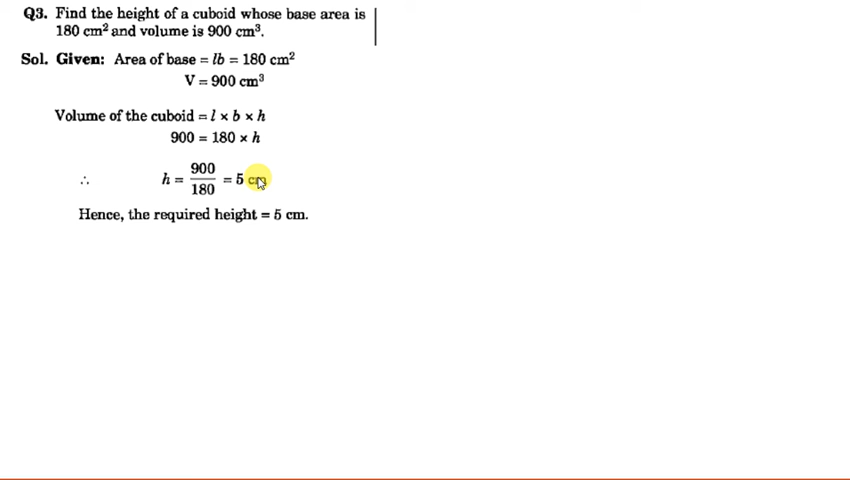 Q3. Find the height of a cuboid whose base area is
180 cm² and volume is 900 cm³.
Sol. Given: Area of base = lb = 180 cm²
V = 900 cm³
Volume of the cuboid = l × b × h
900 = 180 × h
∴ h = 900/180 = 5 cm
Hence, the required height = 5 cm.